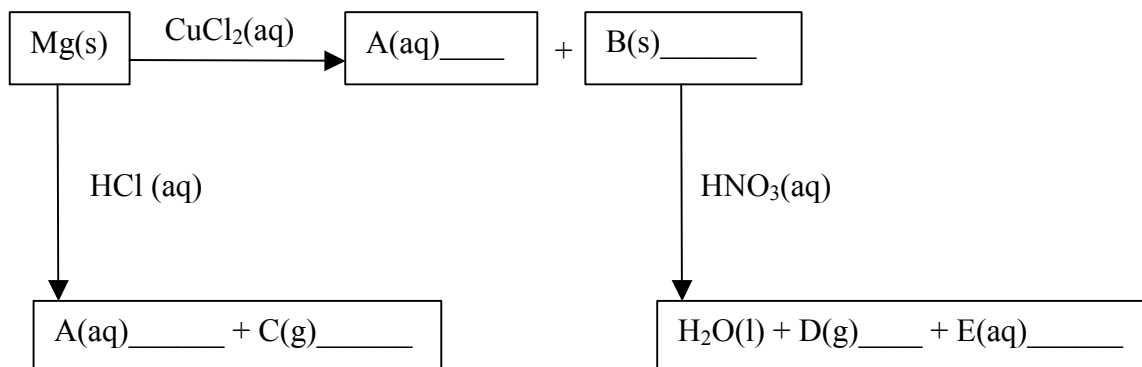 Mg(s) CuCl₂(aq) A(aq)____ + B(s)______
HCl (aq) HNO₃(aq)
A(aq)______ + C(g)______ H₂O(l) + D(g)____ + E(aq)______